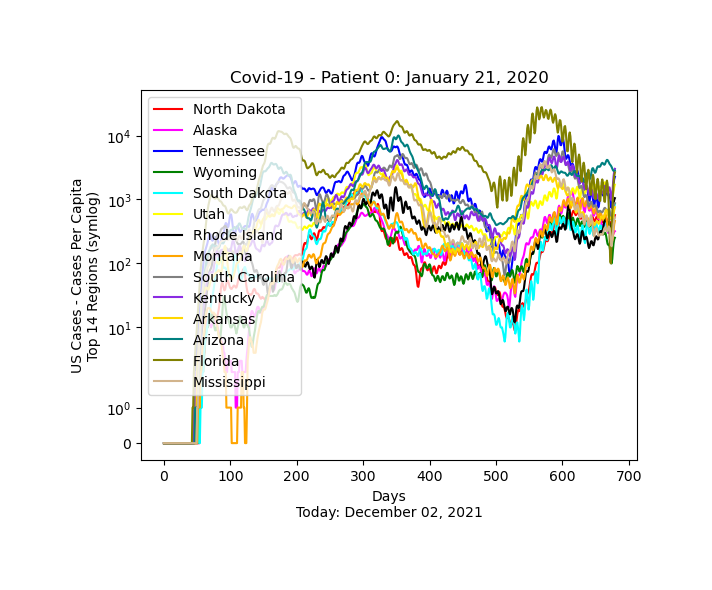 Covid-19 - Patient 0: January 21, 2020
US Cases - Cases Per Capita
Top 14 Regions (symlog)
10^4
10^3
10^2
10^1
10^0
0
North Dakota
Alaska
Tennessee
Wyoming
South Dakota
Utah
Rhode Island
Montana
South Carolina
Kentucky
Arkansas
Arizona
Florida
Mississippi
0 100 200 300 400 500 600 700
Days
Today: December 02, 2021